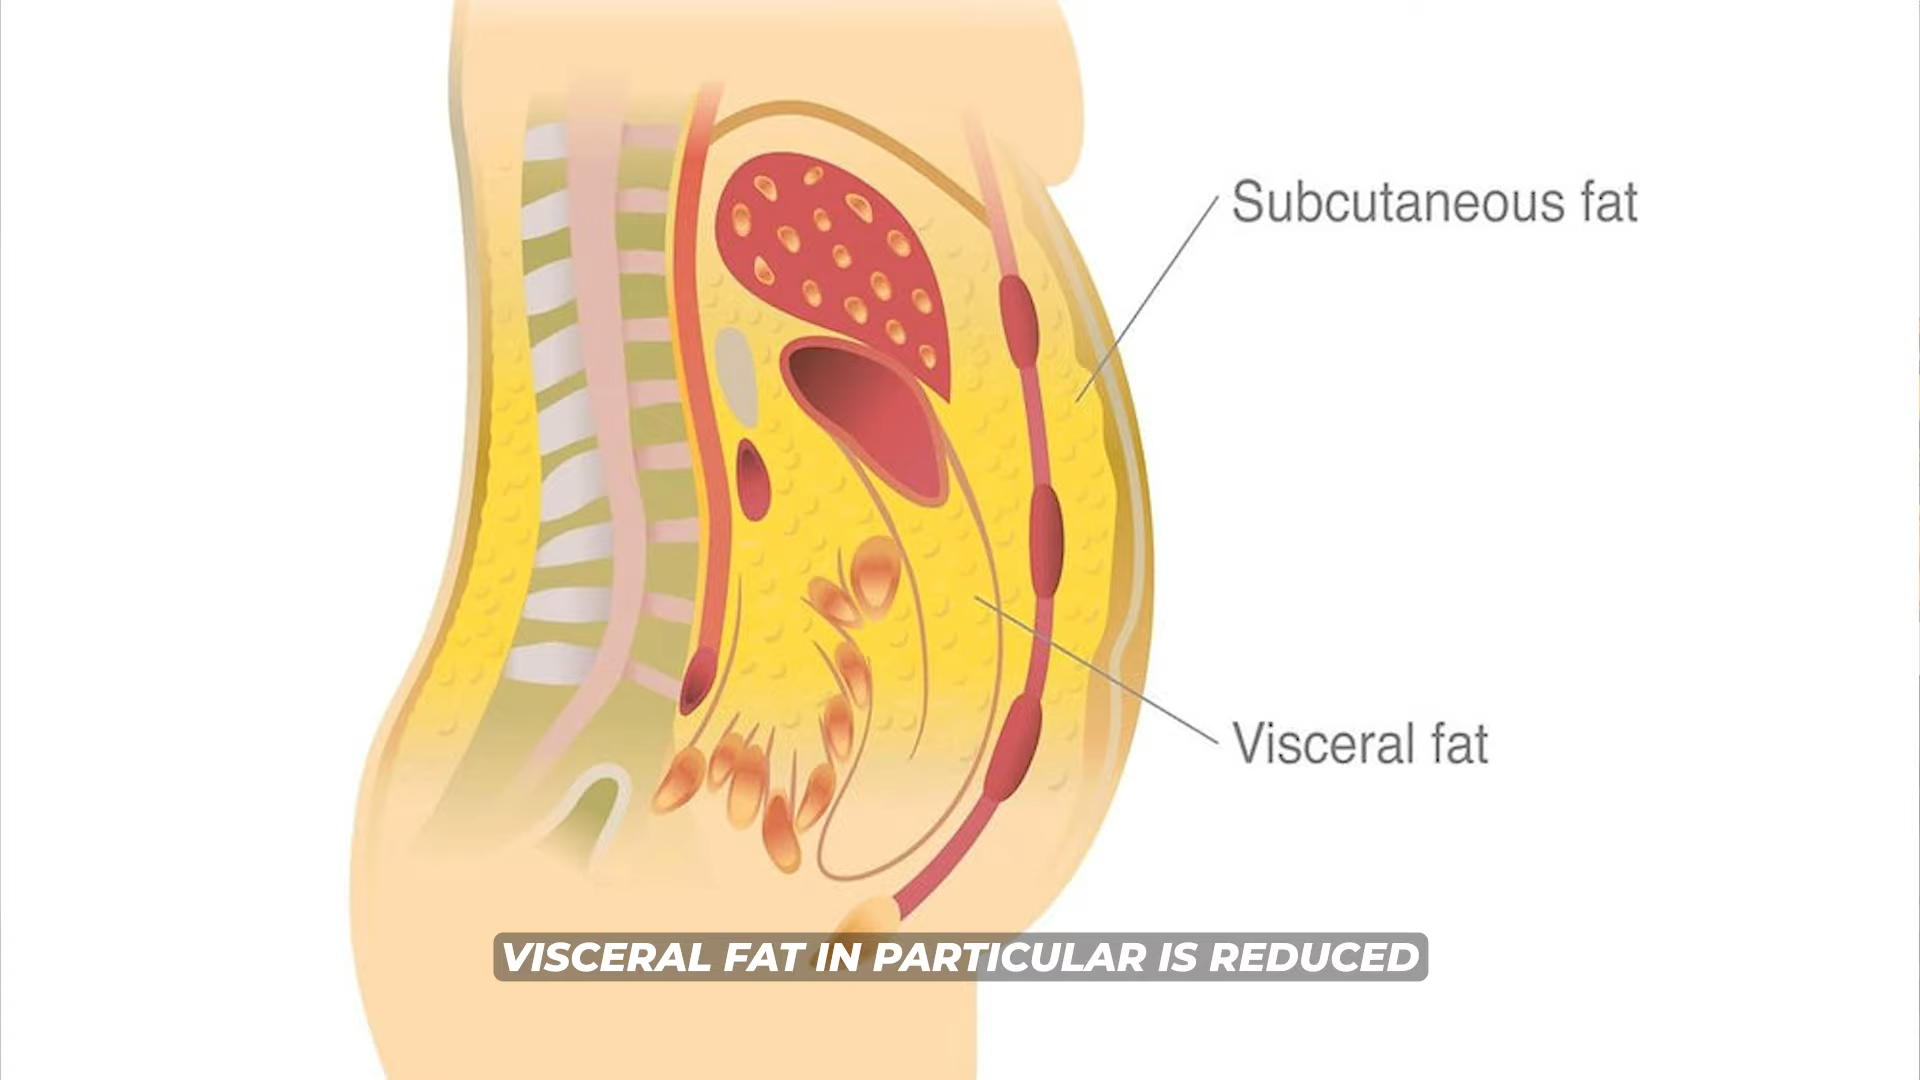 Subcutaneous fat
Visceral fat
VISCERAL FAT IN PARTICULAR IS REDUCED